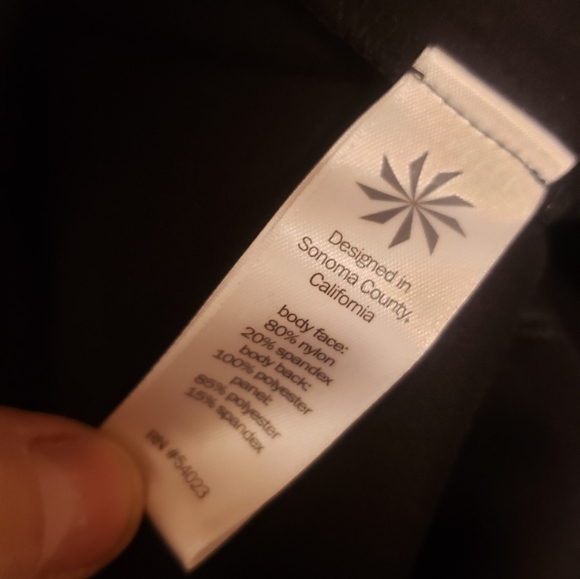 Designed in
Sonoma County,
California
body face:
80% nylon
20% spandex
body back:
100% polyester
panel:
85% polyester
15% spandex
RN #54023